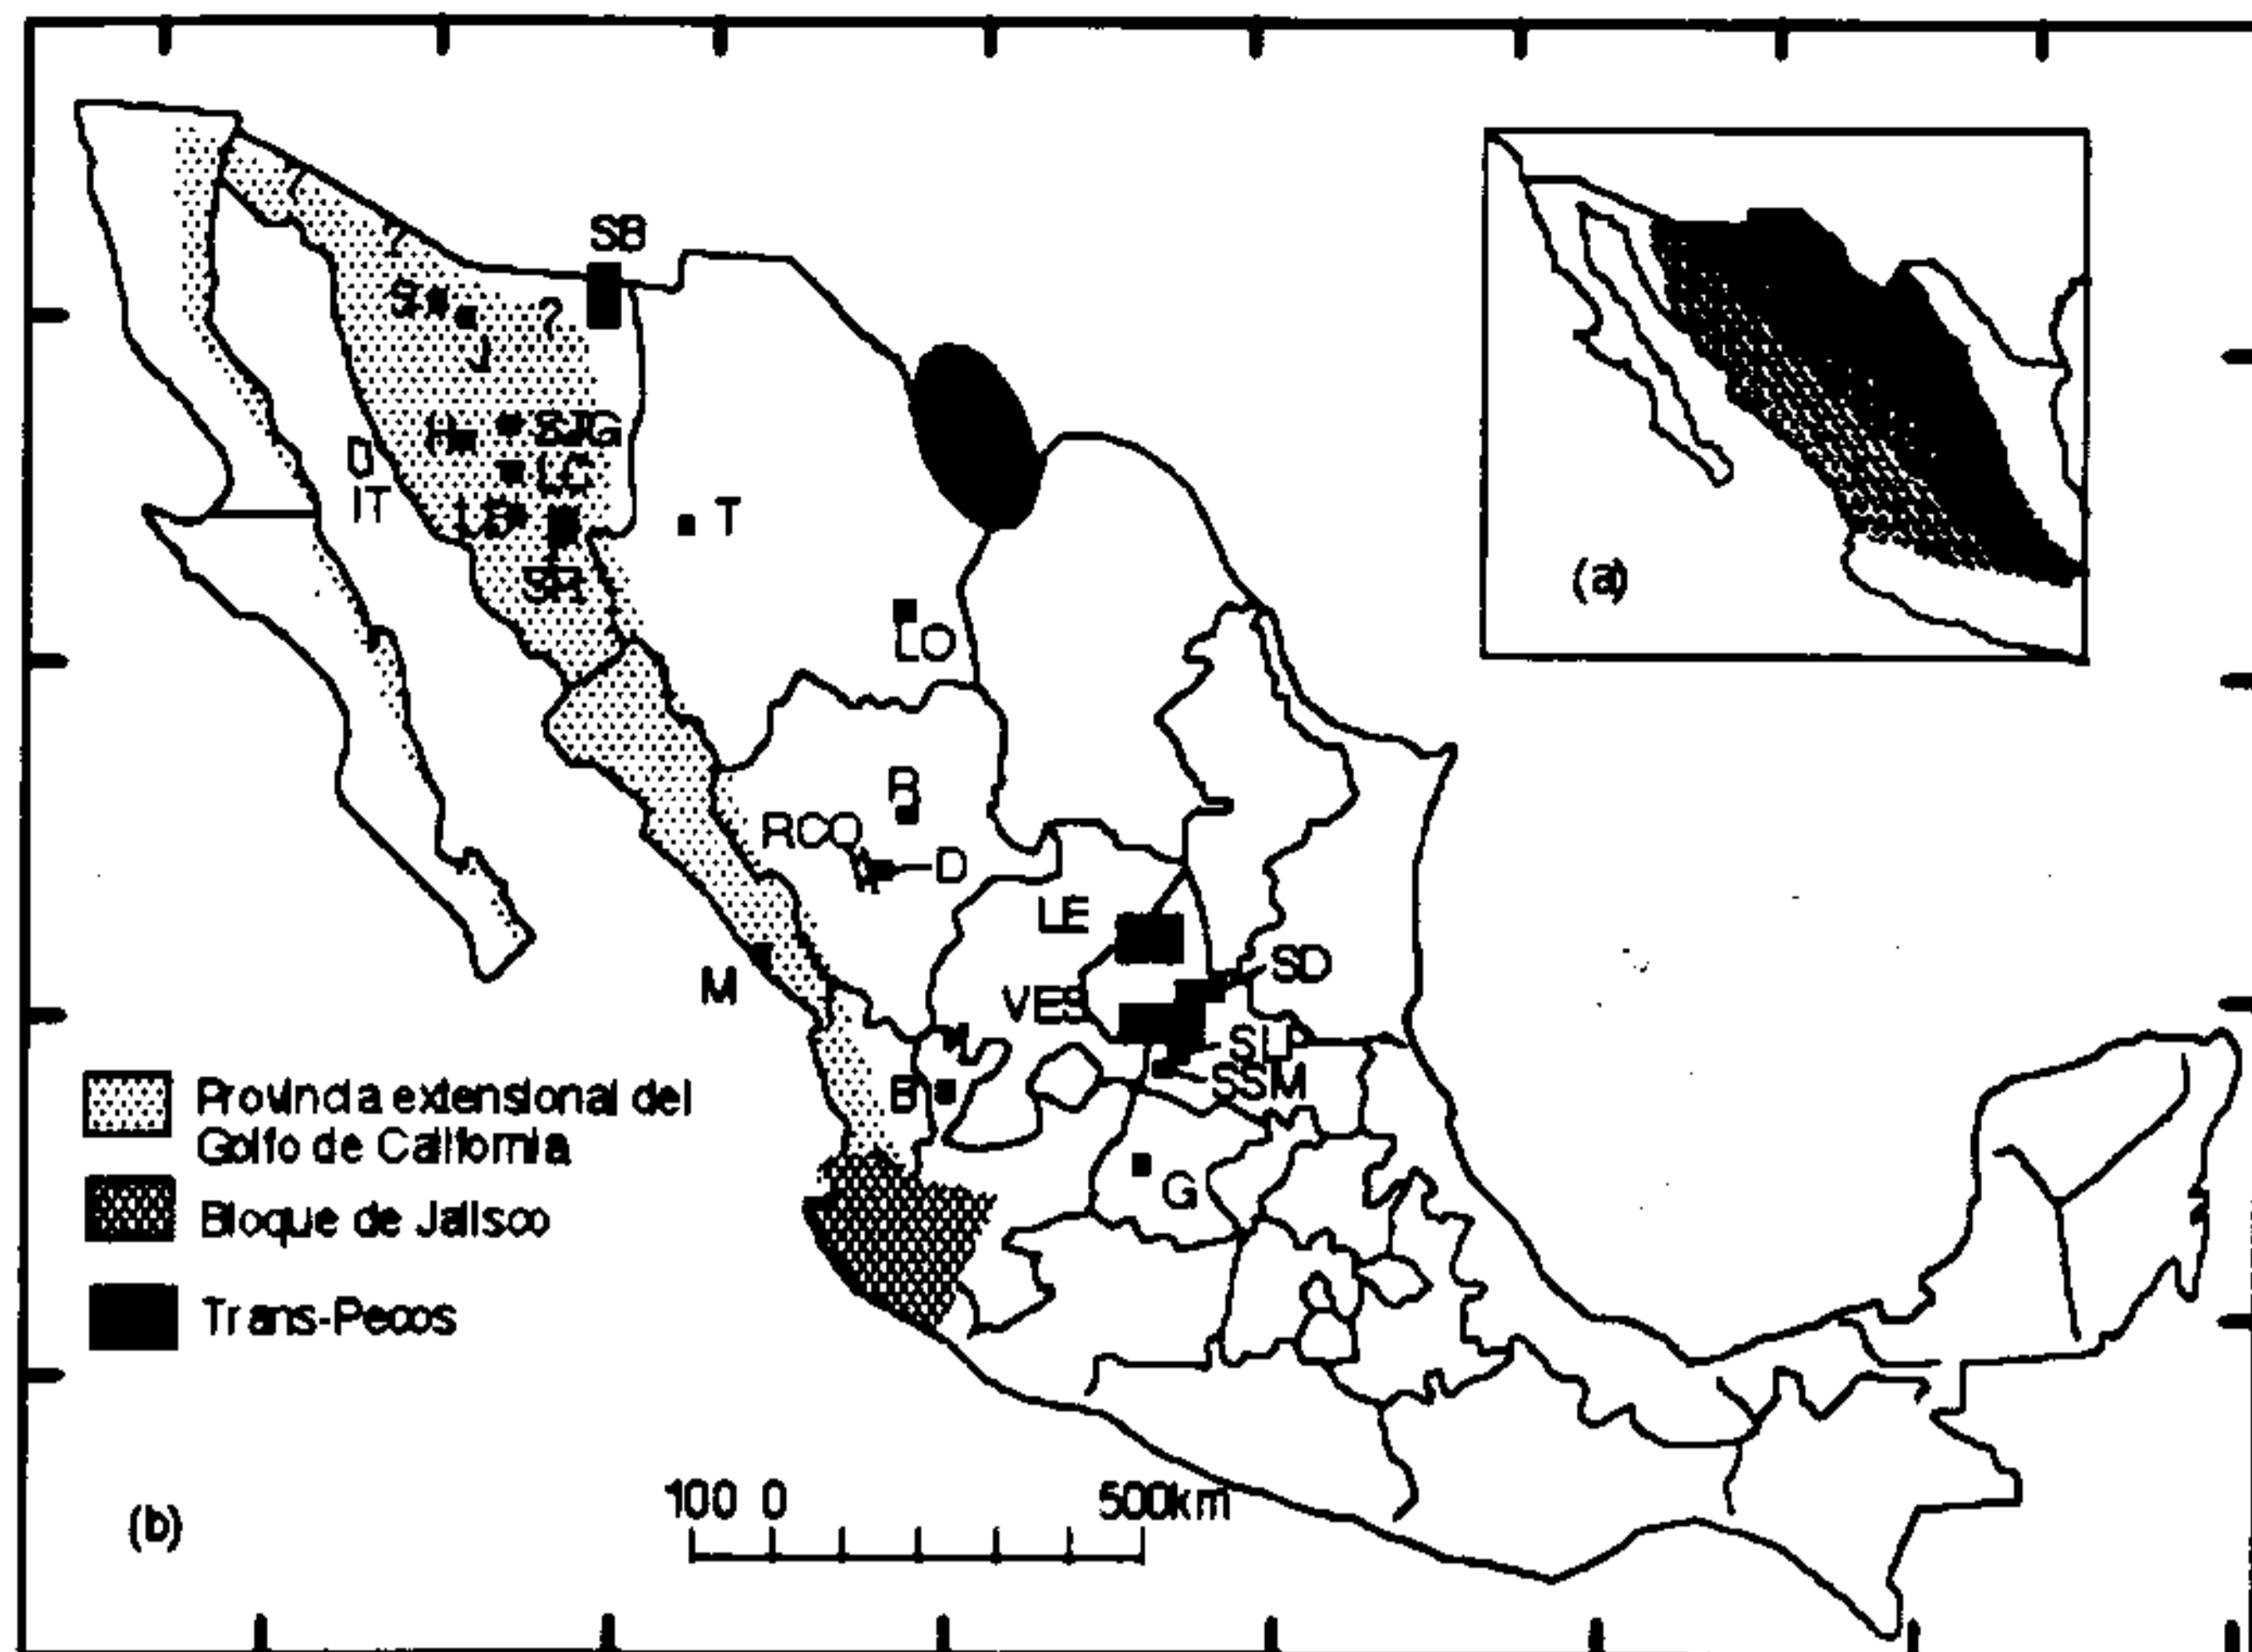 SB
S
J
H
SJG
LC
D
IT
LB
T
SR
(a)
LO
R
RCO
D
LE
SD
M
VES
SLP
SSM
B
Provincia extensional del
Golfo de California
G
Bloque de Jalisco
Trans-Pecos
100 0 500km
(b)